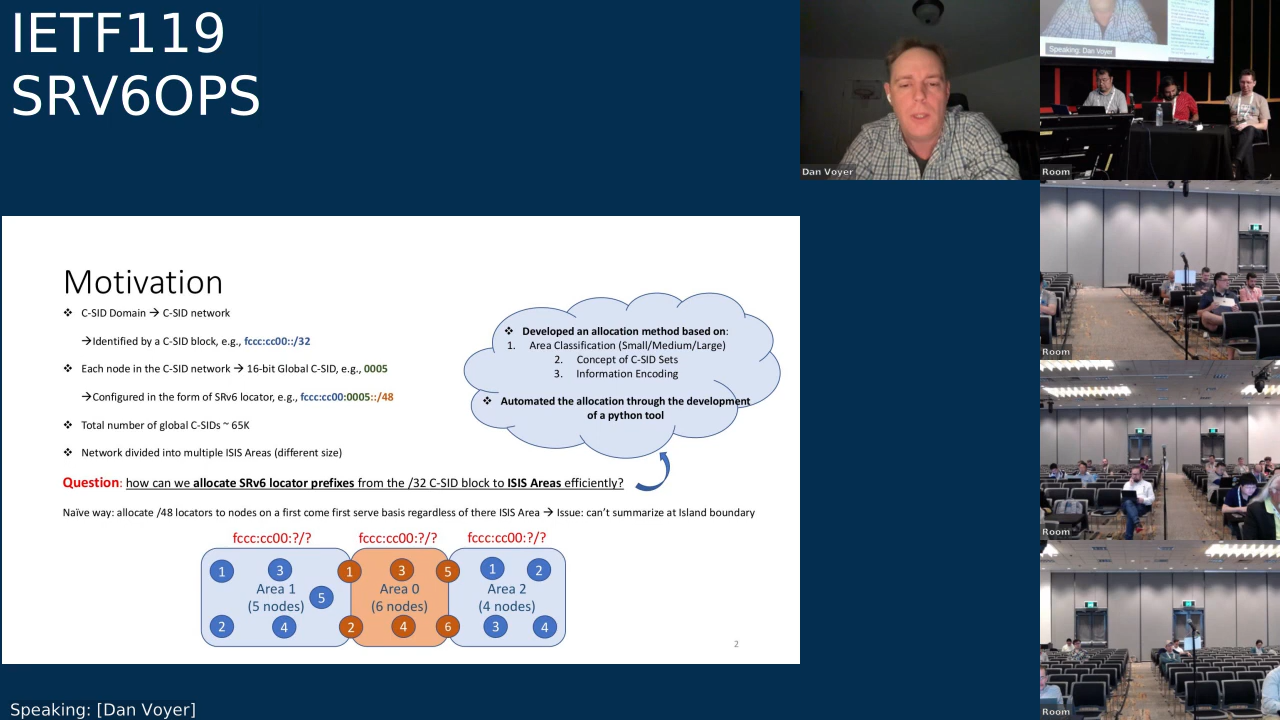 IETF119
SRV6OPS
Dan Voyer
Speaking: Dan Voyer
Room
Room
Room
Room
Motivation
❖ C-SID Domain → C-SID network
→Identified by a C-SID block, e.g., fccc:cc00::/32
❖ Each node in the C-SID network → 16-bit Global C-SID, e.g., 0005
→Configured in the form of SRv6 locator, e.g., fccc:cc00:0005::/48
❖ Total number of global C-SIDs ~ 65K
❖ Network divided into multiple ISIS Areas (different size)
❖ Developed an allocation method based on:
1. Area Classification (Small/Medium/Large)
2. Concept of C-SID Sets
3. Information Encoding
❖ Automated the allocation through the development
of a python tool
Question: how can we allocate SRv6 locator prefixes from the /32 C-SID block to ISIS Areas efficiently?
Naïve way: allocate /48 locators to nodes on a first come first serve basis regardless of there ISIS Area → Issue: can't summarize at Island boundary
fccc:cc00:?/? fccc:cc00:?/? fccc:cc00:?/?
1 3 1 3 5 1 2
Area 1 Area 0 Area 2
5
(5 nodes) (6 nodes) (4 nodes)
2 4 2 4 6 3 4
2
Speaking: [Dan Voyer]